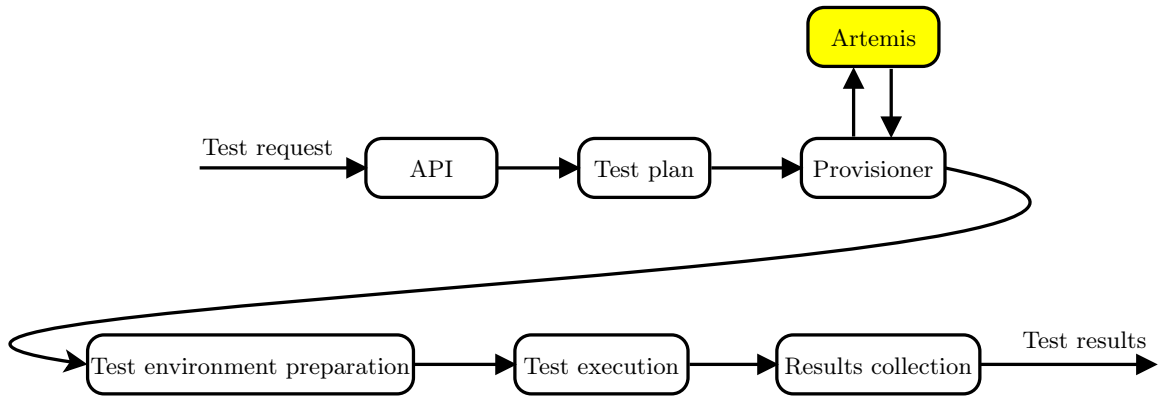 Artemis
Test request
API
Test plan
Provisioner
Test results
Test environment preparation
Test execution
Results collection